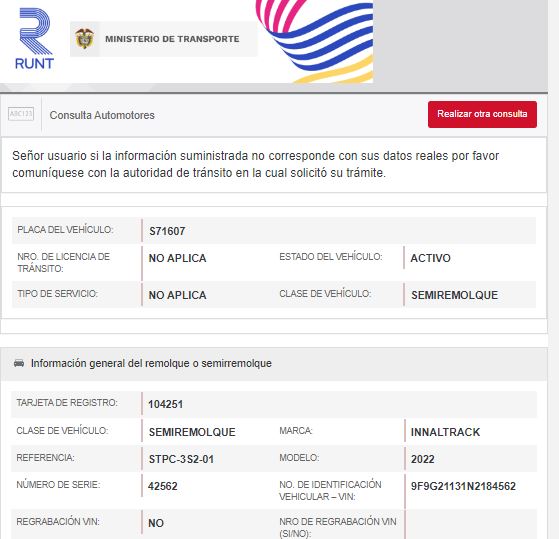 RUNT
MINISTERIO DE TRANSPORTE
ABC123
Consulta Automotores
Realizar otra consulta
Señor usuario si la información suministrada no corresponde con sus datos reales por favor
comuníquese con la autoridad de tránsito en la cual solicitó su trámite.
PLACA DEL VEHÍCULO: S71607
NRO. DE LICENCIA DE
TRÁNSITO: NO APLICA ESTADO DEL VEHÍCULO: ACTIVO
TIPO DE SERVICIO: NO APLICA CLASE DE VEHÍCULO: SEMIREMOLQUE
Información general del remolque o semirremolque
TARJETA DE REGISTRO: 104251
CLASE DE VEHÍCULO: SEMIREMOLQUE MARCA: INNALTRACK
REFERENCIA: STPC-3S2-01 MODELO: 2022
NÚMERO DE SERIE: 42562 NO. DE IDENTIFICACIÓN
VEHICULAR – VIN: 9F9G21131N2184562
REGRABACIÓN VIN: NO NRO DE REGRABACIÓN VIN
(SI/NO):